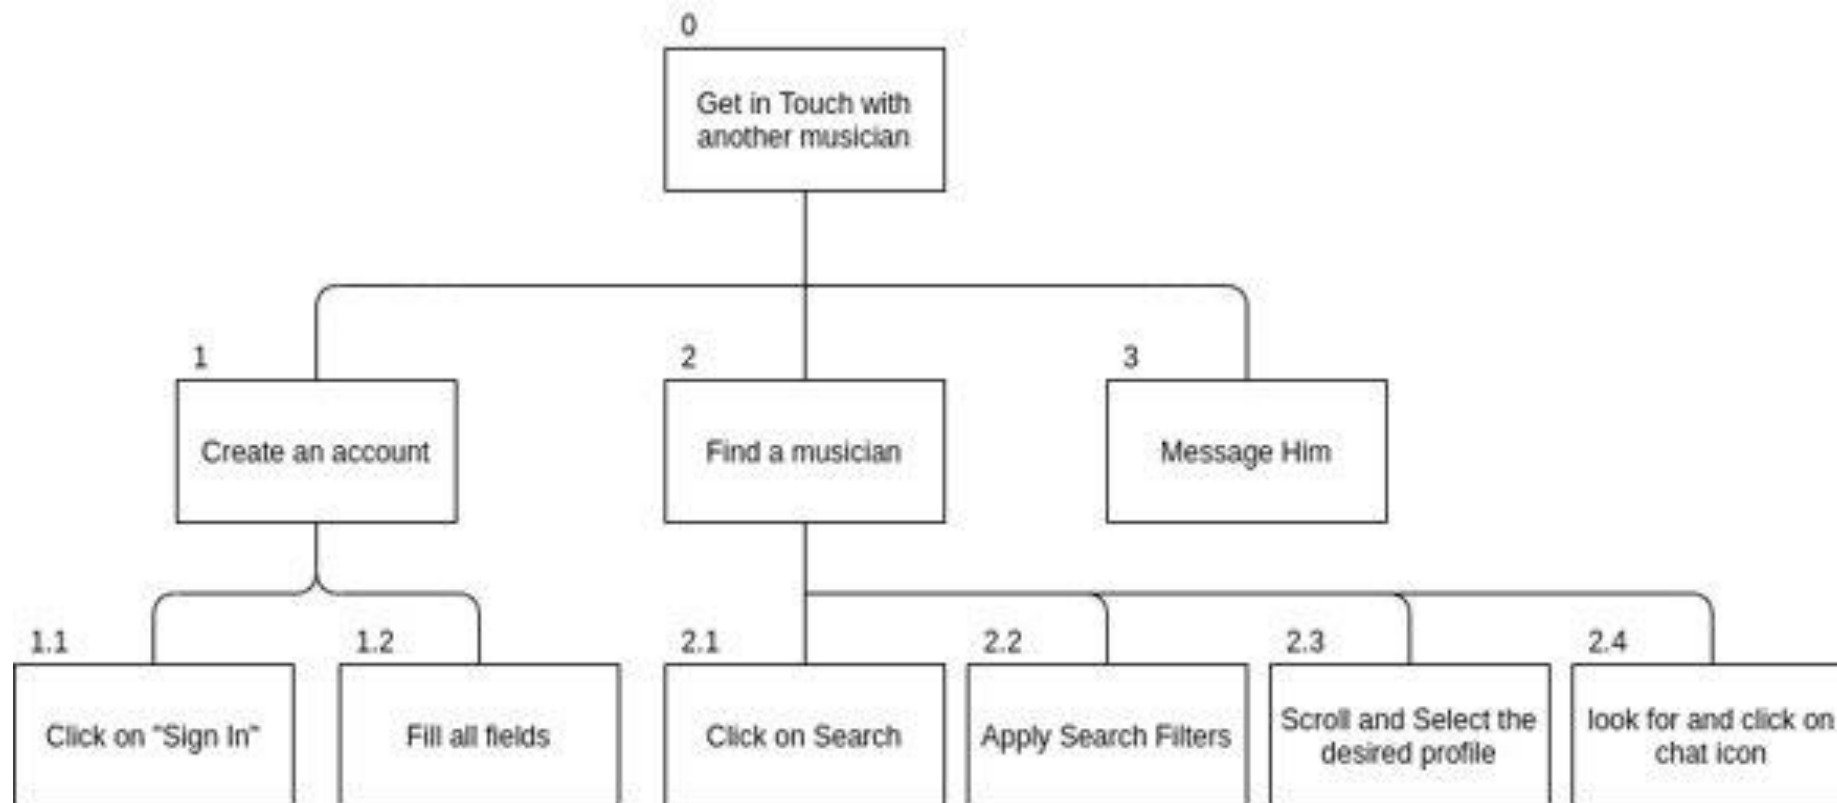 0
Get in Touch with
another musician
1
Create an account
2
Find a musician
3
Message Him
1.1
Click on "Sign In"
1.2
Fill all fields
2.1
Click on Search
2.2
Apply Search Filters
2.3
Scroll and Select the
desired profile
2.4
look for and click on
chat icon